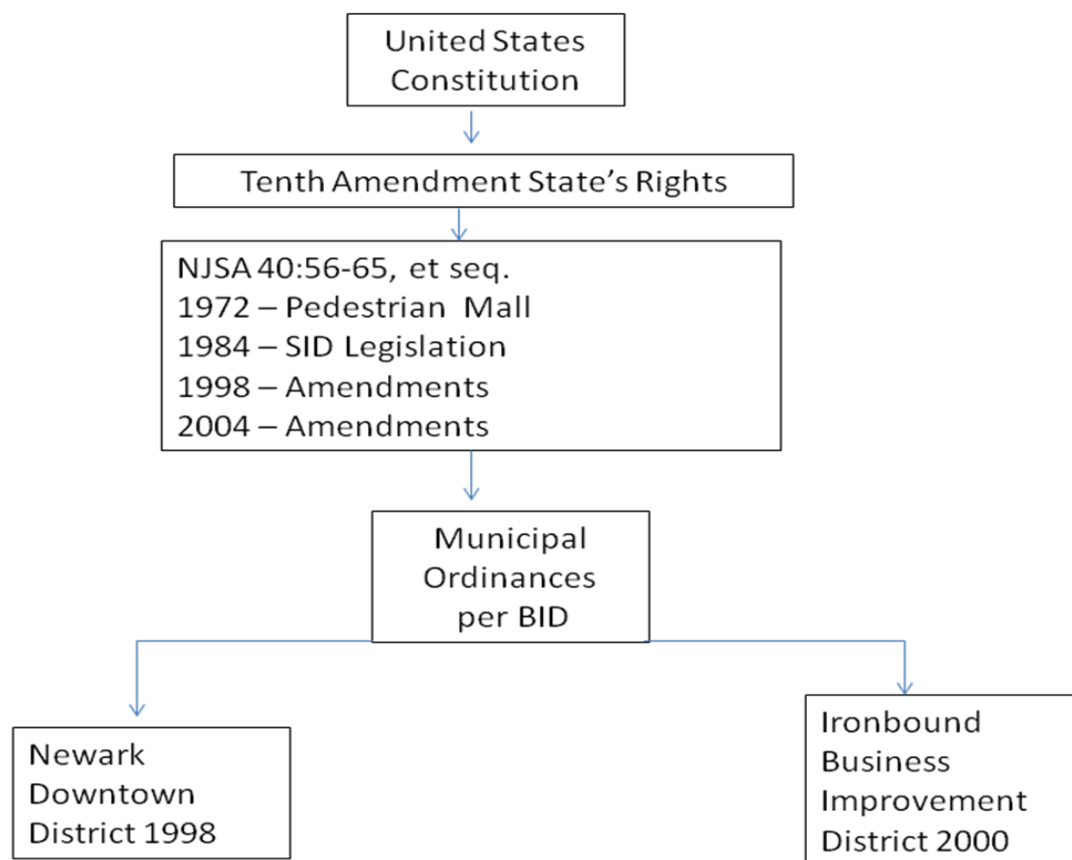 United States
Constitution
Tenth Amendment State’s Rights
NJSA 40:56-65, et seq.
1972 – Pedestrian Mall
1984 – SID Legislation
1998 – Amendments
2004 – Amendments
Municipal
Ordinances
per BID
Newark
Downtown
District 1998
Ironbound
Business
Improvement
District 2000